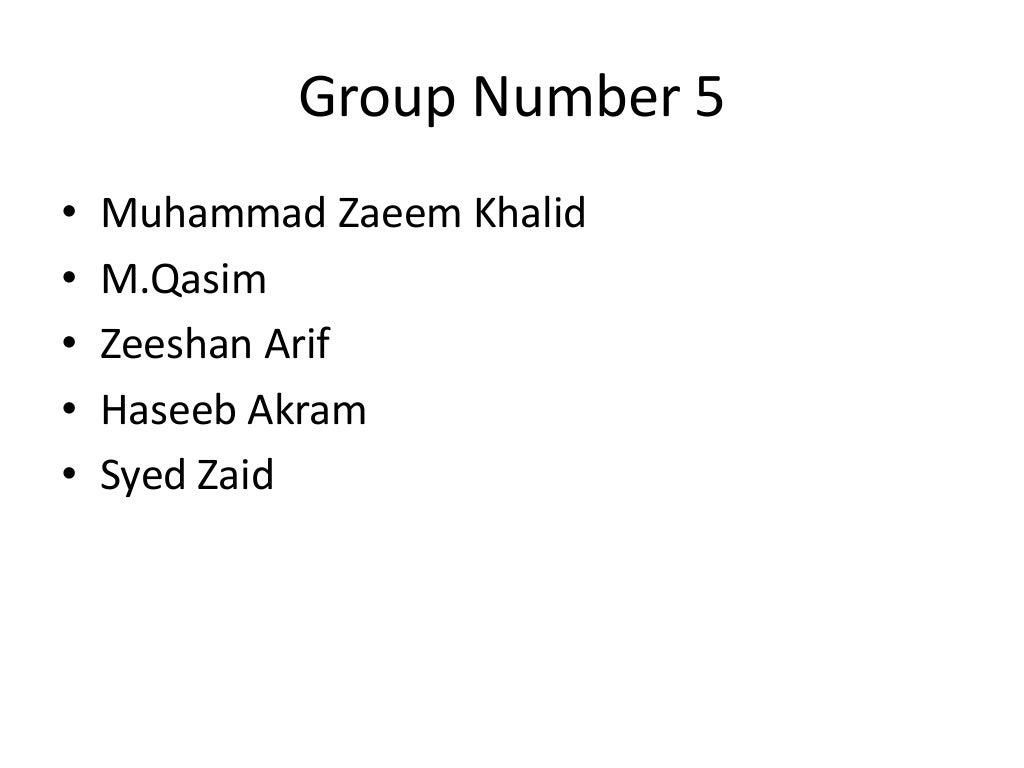 Group Number 5
• Muhammad Zaeem Khalid
• M.Qasim
• Zeeshan Arif
• Haseeb Akram
• Syed Zaid